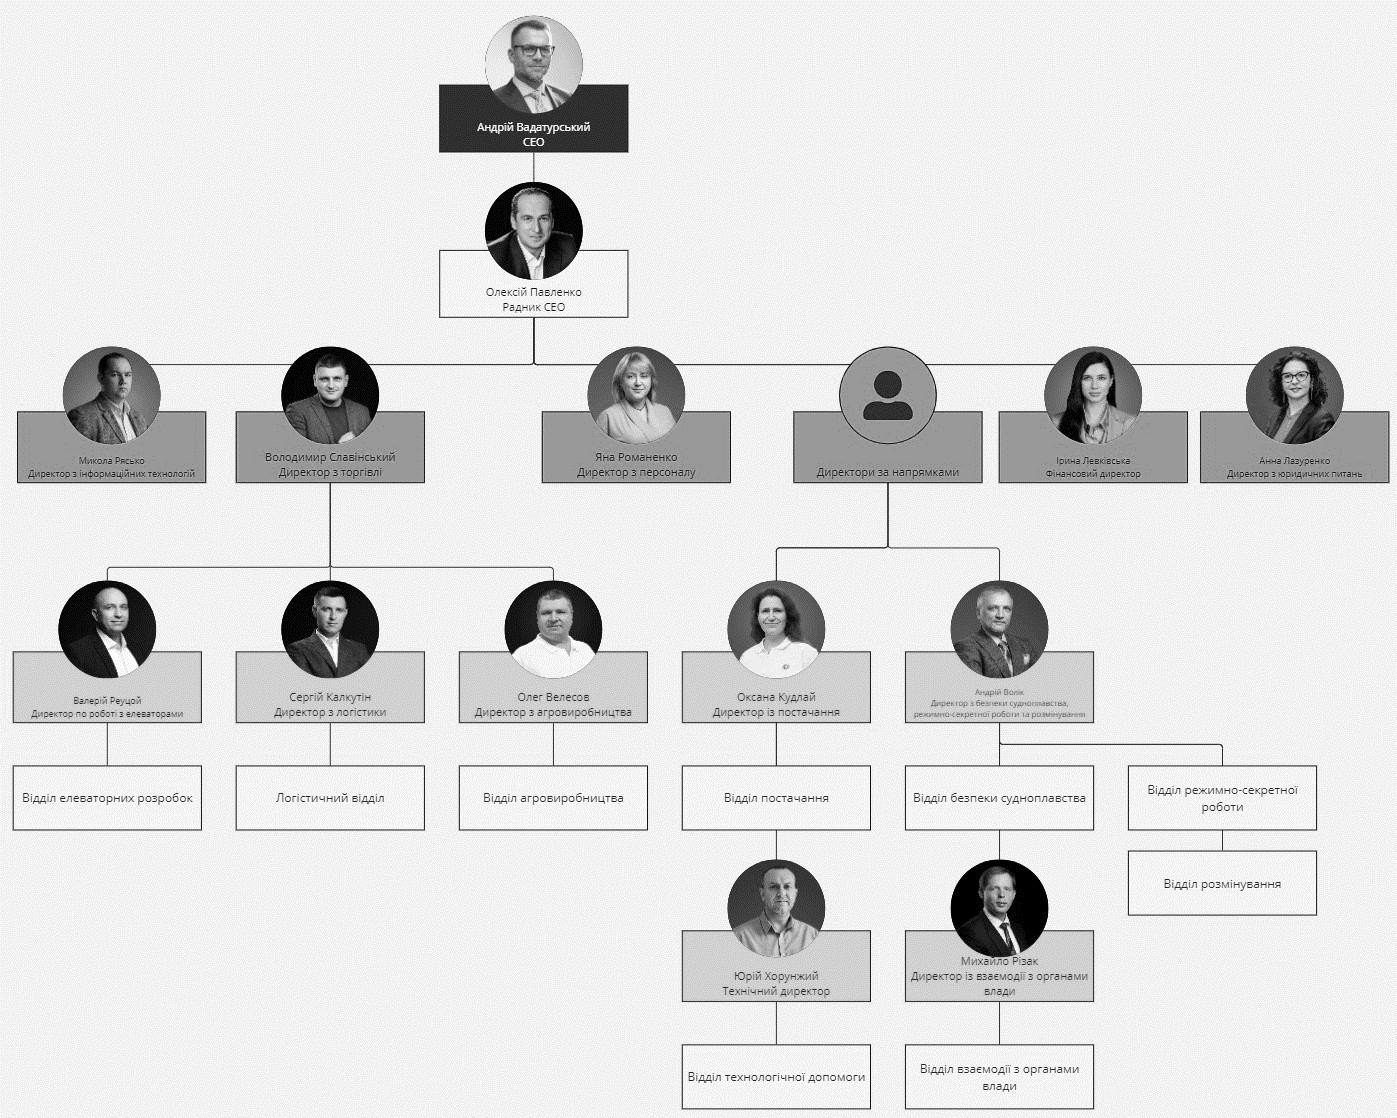 Андрій Вадатурський
CEO
Олексій Павленко
Радник CEO
Микола Рясько
Директор з інформаційних технологій
Володимир Славінський
Директор з торгівлі
Яна Романенко
Директор з персоналу
Директори за напрямками
Ірина Левківська
Фінансовий директор
Анна Лазуренко
Директор з юридичних питань
Валерій Реуцой
Директор по роботі з елеваторами
Сергій Калкутін
Директор з логістики
Олег Велесов
Директор з агровиробництва
Оксана Кудлай
Директор із постачання
Андрій Волік
Директор з безпеки судноплавства,
режимно-секретної роботи та розмінування
Відділ елеваторних розробок
Логістичний відділ
Відділ агровиробництва
Відділ постачання
Відділ безпеки судноплавства
Відділ режимно-секретної
роботи
Відділ розмінування
Юрій Хорунжий
Технічний директор
Михайло Різак
Директор із взаємодії з органами
влади
Відділ технологічної допомоги
Відділ взаємодії з органами
влади